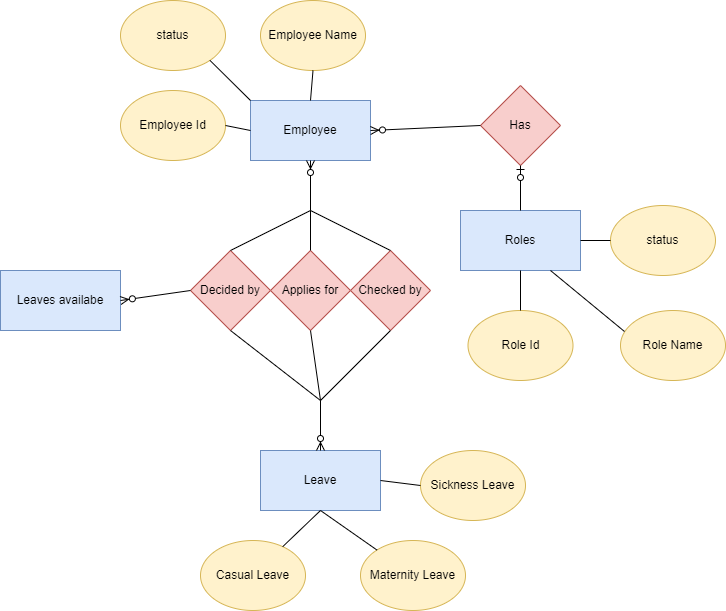 status
Employee Name
Employee Id
Employee
Has
Roles
status
Decided by
Applies for
Checked by
Leaves availabe
Role Id
Role Name
Leave
Sickness Leave
Casual Leave
Maternity Leave